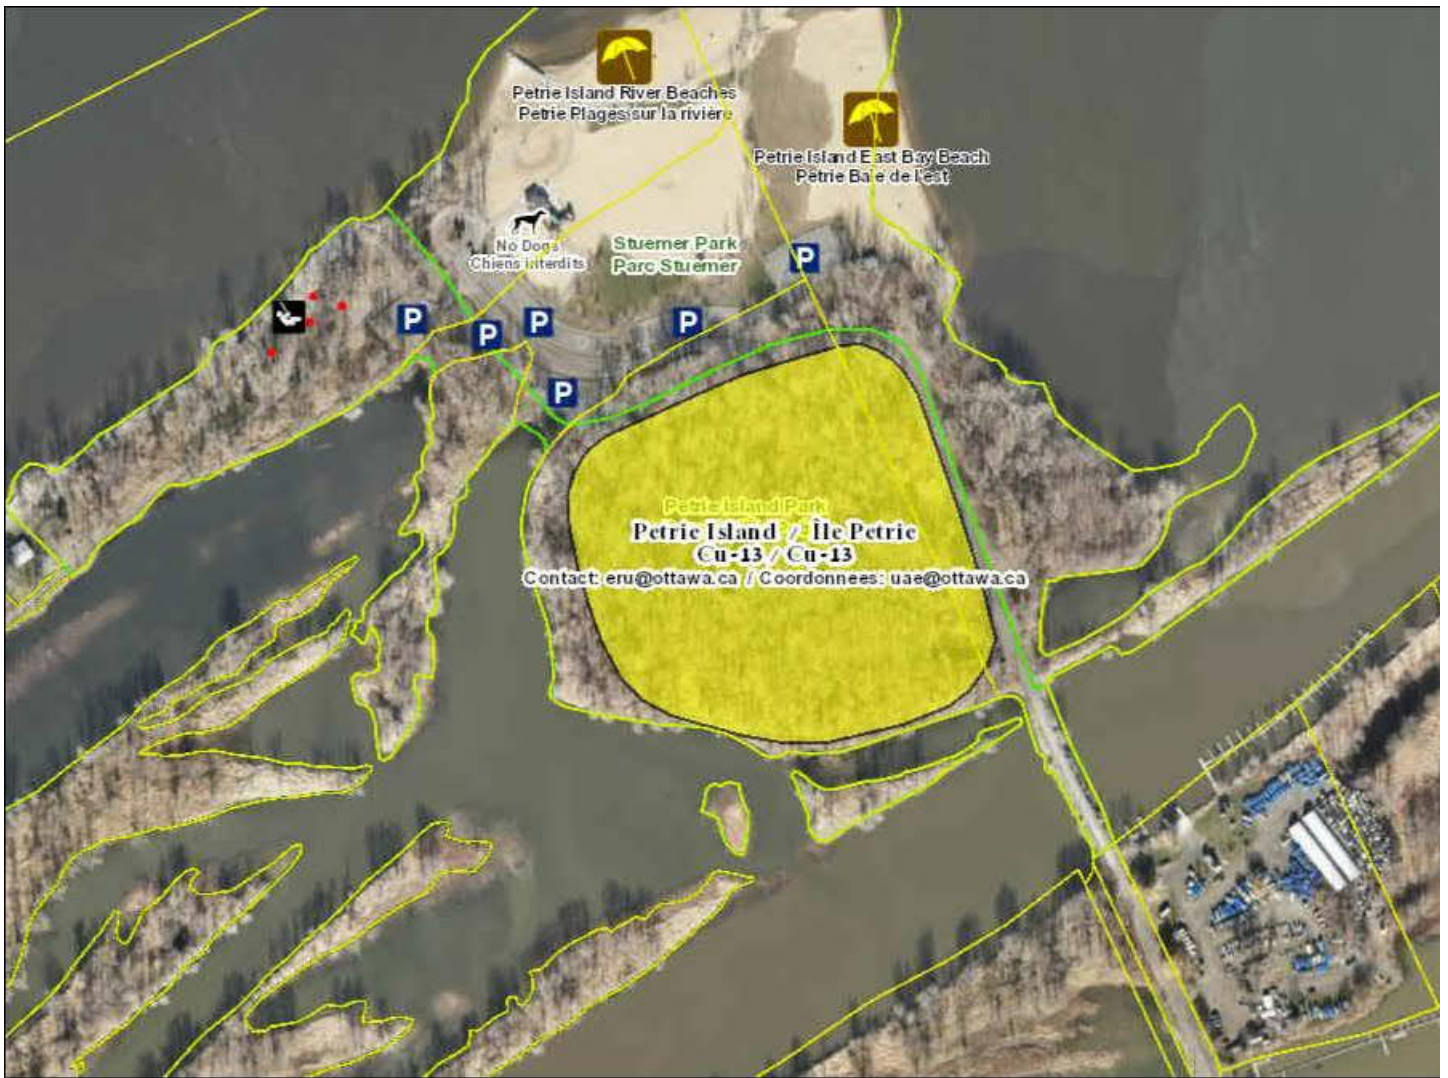 Petrie Island River Beaches
Petrie Plages sur la rivière
Petrie Island East Bay Beach
Petrie Baie de l'est
No Dogs
Chiens interdits
Stuemer Park
Parc Stuemer
P
P
P
P
P
P
Petrie Island Park
Petrie Island / Île Petrie
Cu-13 / Cu-13
Contact: eru@ottawa.ca / Coordonnees: uae@ottawa.ca